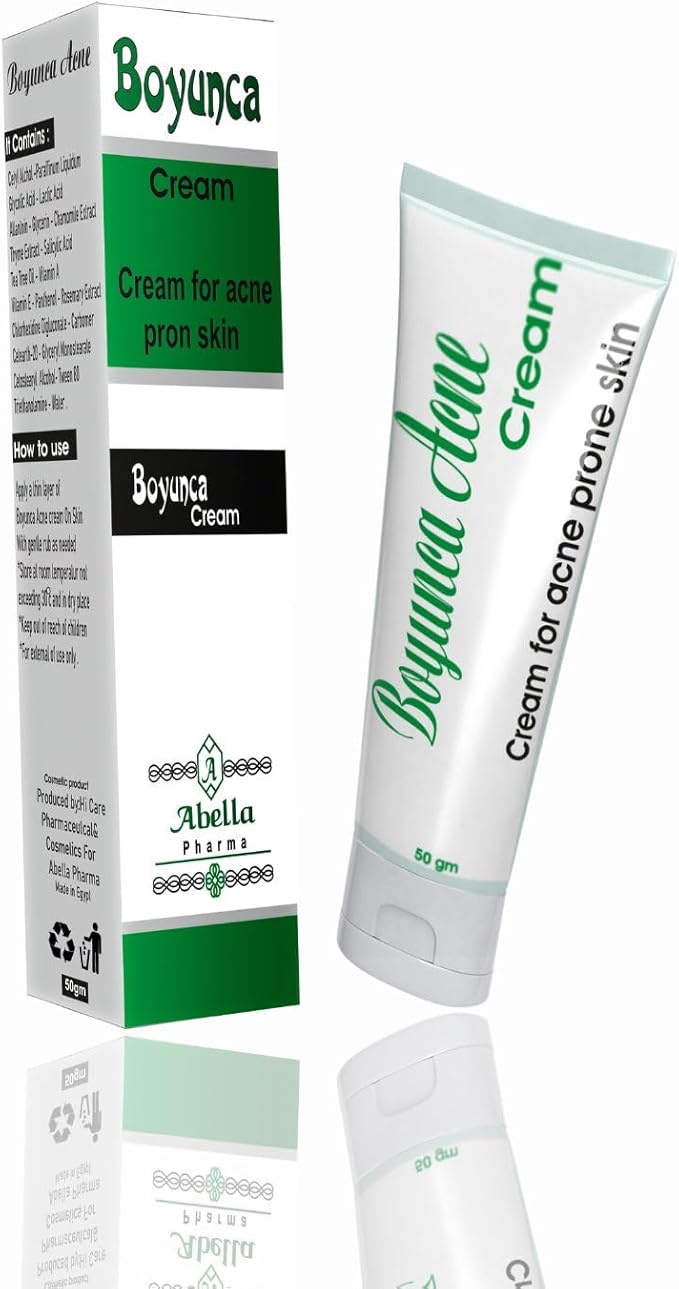 Boyunca Acne
It Contains :
Cetyl Alchol -Paraffinum Liquidum
Glycolic Acid - Lactic Acid
Allantoin - Glycerin - Chamomile Extract
Thyme Extract - Salicylic Acid
Tea Tree Oil - Vitamin A
Vitamin E - Panthenol - Rosemary Extract
Chlorhexidine Digluconate - Carbomer
Ceteareth-20 - Glyceryl Monostearate
Cetostearyl Alcohol- Tween 80
Triethanolamine - Water .
How to use
Apply a thin layer of
Boyunca Acne cream On Skin
With gentle rub as needed
*Store at room temperatur not
exceeding 30°c and in dry place
*Keep out of reach of children
*For external of use only .
Cosmetic product
Produced by:Hi Care
Pharmaceuical&
Cosmetics For
Abella Pharma
Made in Egypt
50gm
Boyunca
Cream
Cream for acne
pron skin
Boyunca
Cream
A
Abella
Pharma
Boyunca Acne
Cream
Cream for acne prone skin
50 gm